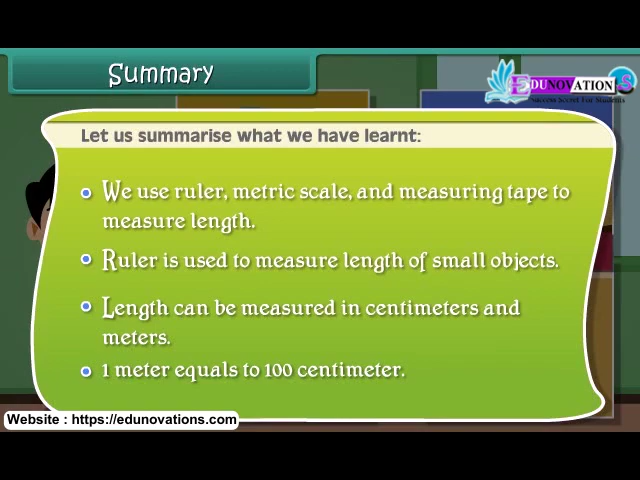 Summary
EDUNOVATIONS
Success Secret For Students
Let us summarise what we have learnt:
We use ruler, metric scale, and measuring tape to
measure length.
Ruler is used to measure length of small objects.
Length can be measured in centimeters and
meters.
1 meter equals to 100 centimeter.
Website : https://edunovations.com